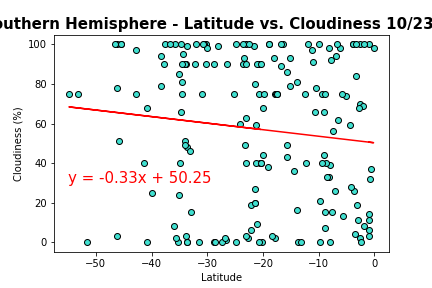 outhern Hemisphere - Latitude vs. Cloudiness 10/23
100
80
60
40
20
0
Cloudiness (%)
y = -0.33x + 50.25
−50 −40 −30 −20 −10 0
Latitude